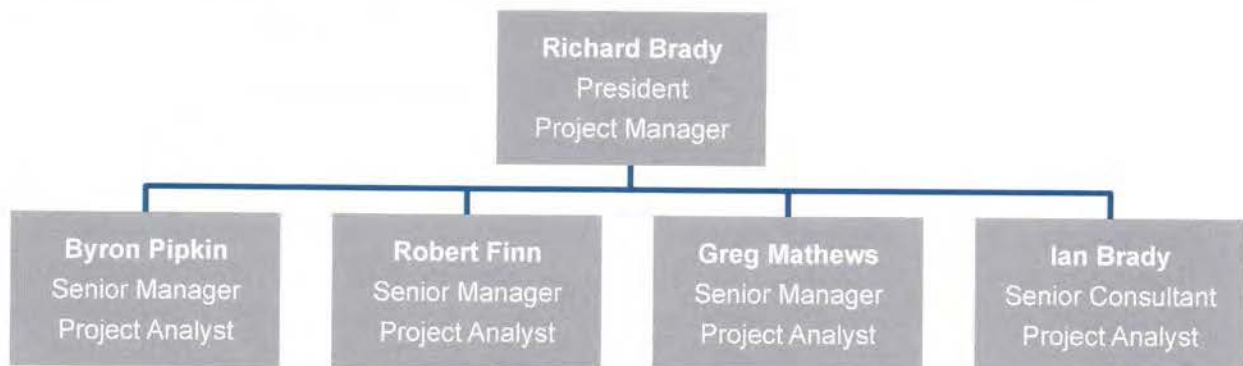 Richard Brady
President
Project Manager
Byron Pipkin
Senior Manager
Project Analyst
Robert Finn
Senior Manager
Project Analyst
Greg Mathews
Senior Manager
Project Analyst
Ian Brady
Senior Consultant
Project Analyst